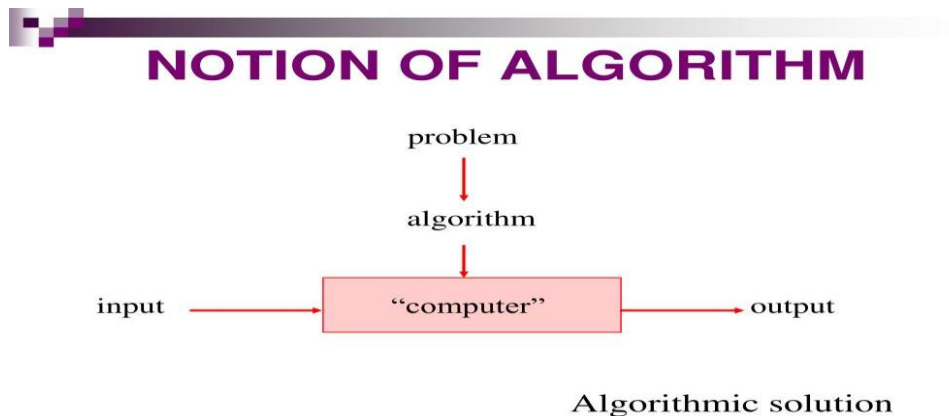 NOTION OF ALGORITHM
problem
algorithm
input “computer” output
Algorithmic solution